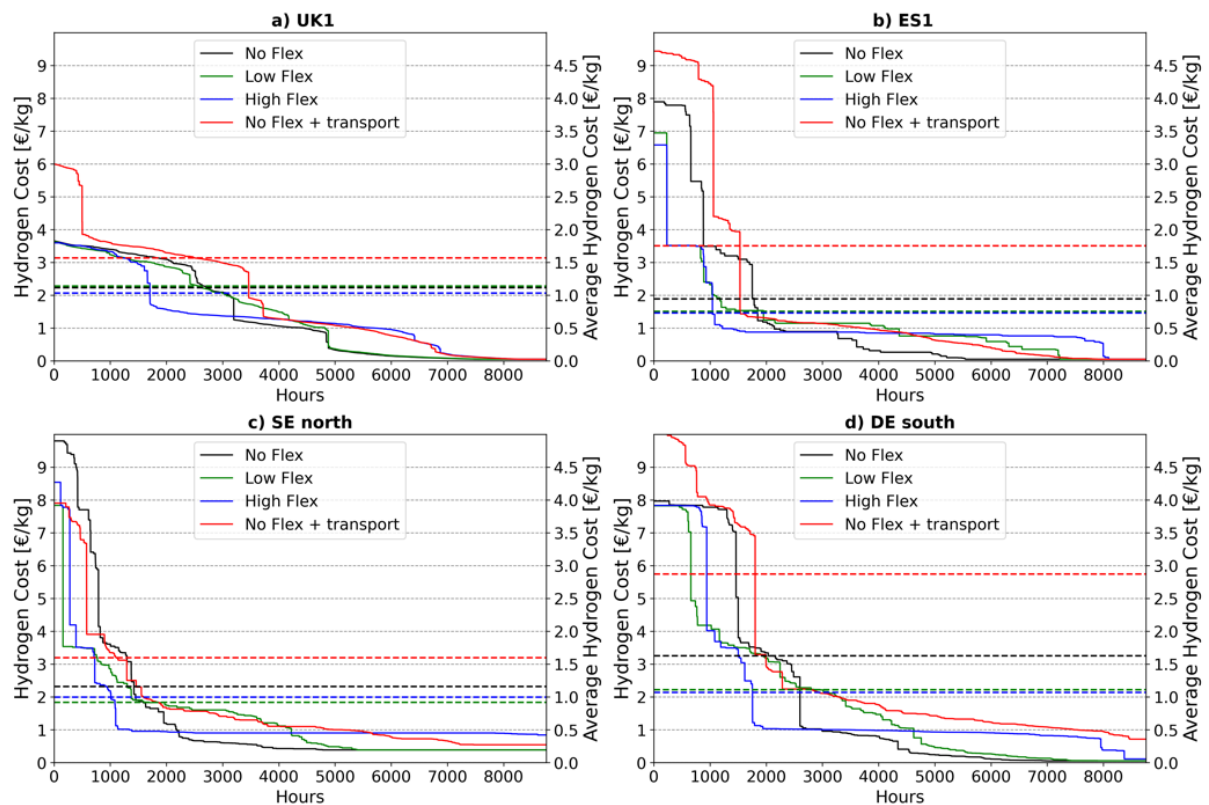 a) UK1
No Flex
Low Flex
High Flex
No Flex + transport
Hydrogen Cost [€/kg]
9
8
7
6
5
4
3
2
1
0
Average Hydrogen Cost [€/kg]
4.5
4.0
3.5
3.0
2.5
2.0
1.5
1.0
0.5
0.0
0 1000 2000 3000 4000 5000 6000 7000 8000
Hours
b) ES1
No Flex
Low Flex
High Flex
No Flex + transport
Hydrogen Cost [€/kg]
9
8
7
6
5
4
3
2
1
0
Average Hydrogen Cost [€/kg]
4.5
4.0
3.5
3.0
2.5
2.0
1.5
1.0
0.5
0.0
0 1000 2000 3000 4000 5000 6000 7000 8000
Hours
c) SE north
No Flex
Low Flex
High Flex
No Flex + transport
Hydrogen Cost [€/kg]
9
8
7
6
5
4
3
2
1
0
Average Hydrogen Cost [€/kg]
4.5
4.0
3.5
3.0
2.5
2.0
1.5
1.0
0.5
0.0
0 1000 2000 3000 4000 5000 6000 7000 8000
Hours
d) DE south
No Flex
Low Flex
High Flex
No Flex + transport
Hydrogen Cost [€/kg]
9
8
7
6
5
4
3
2
1
0
Average Hydrogen Cost [€/kg]
4.5
4.0
3.5
3.0
2.5
2.0
1.5
1.0
0.5
0.0
0 1000 2000 3000 4000 5000 6000 7000 8000
Hours